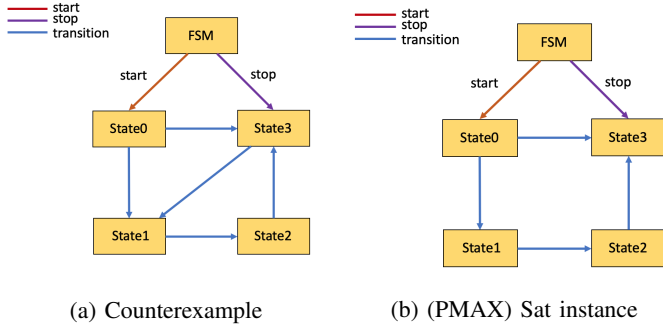 start
stop
transition
FSM
start
stop
State0
State3
State1
State2
(a) Counterexample
start
stop
transition
FSM
start
stop
State0
State3
State1
State2
(b) (PMAX) Sat instance